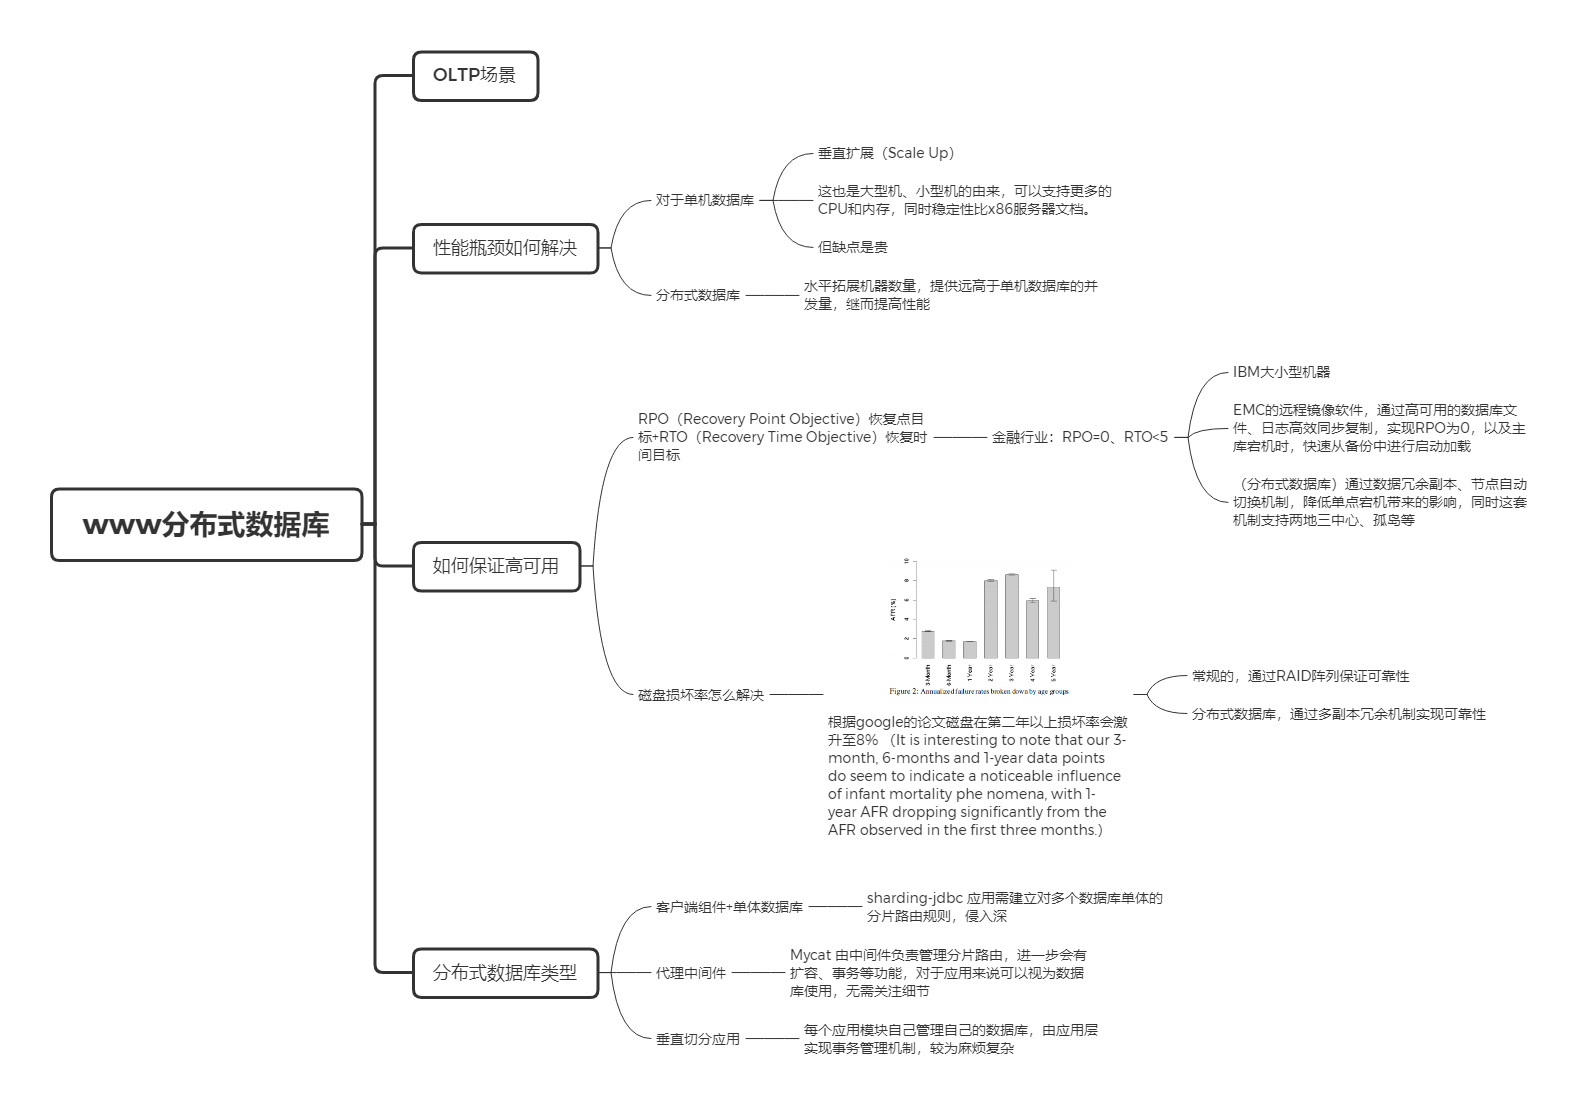 OLTP场景
垂直扩展（Scale Up）
这也是大型机、小型机的由来，可以支持更多的
CPU和内存，同时稳定性比x86服务器文档。
对于单机数据库
但缺点是贵
性能瓶颈如何解决
分布式数据库
水平拓展机器数量，提供远高于单机数据库的并
发量，继而提高性能
IBM大小型机器
RPO（Recovery Point Objective）恢复点目
标+RTO（Recovery Time Objective）恢复时
间目标
金融行业：RPO=0、RTO<5
EMC的远程镜像软件，通过高可用的数据库文
件、日志高效同步复制，实现RPO为0，以及主
库宕机时，快速从备份中进行启动加载
（分布式数据库）通过数据冗余副本、节点自动
切换机制，降低单点宕机带来的影响，同时这套
机制支持两地三中心、孤岛等
www分布式数据库
如何保证高可用
磁盘损坏率怎么解决
AFR (%)
10
8
6
4
2
0
3 Month
6 Month
1 Year
2 Year
3 Year
4 Year
5 Year
Figure 2: Annualized failure rates broken down by age groups
根据google的论文磁盘在第二年以上损坏率会激
升至8% （It is interesting to note that our 3-
month, 6-months and 1-year data points
do seem to indicate a noticeable influence
of infant mortality phe nomena, with 1-
year AFR dropping significantly from the
AFR observed in the first three months.）
常规的，通过RAID阵列保证可靠性
分布式数据库，通过多副本冗余机制实现可靠性
分布式数据库类型
客户端组件+单体数据库
sharding-jdbc 应用需建立对多个数据库单体的
分片路由规则，侵入深
代理中间件
Mycat 由中间件负责管理分片路由，进一步会有
扩容、事务等功能，对于应用来说可以视为数据
库使用，无需关注细节
垂直切分应用
每个应用模块自己管理自己的数据库，由应用层
实现事务管理机制，较为麻烦复杂